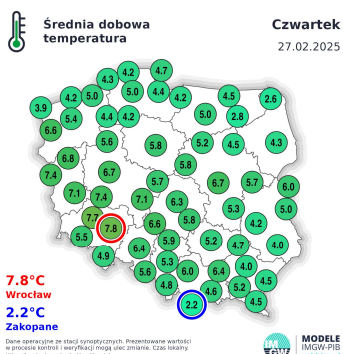 Średnia dobowa
temperatura
Czwartek
27.02.2025
4.3 4.2 4.7
3.9 4.2 5.0 5.0 4.4 4.2 4.5 2.6
6.6 5.4 4.4 4.2 5.0 2.8
5.6 5.8 5.2 4.5 4.3
6.8 5.8
7.4 6.7 5.7 6.7 5.7 6.0
7.1 7.4 7.1 6.3 5.3 5.0
7.7 7.8 6.6 5.8 4.2
5.5 6.4 5.9 5.2 4.7 4.0
4.9 5.3 4.0
5.6 6.0 6.4 4.5
4.8 4.6 5.2
2.2 4.5
7.8°C
Wrocław
2.2°C
Zakopane
Dane operacyjne ze stacji synoptycznych. Prezentowane wartości
w procesie kontroli i weryfikacji mogą ulec zmianie. Czas lokalny.
IM
GW
MODELE
IMGW-PIB